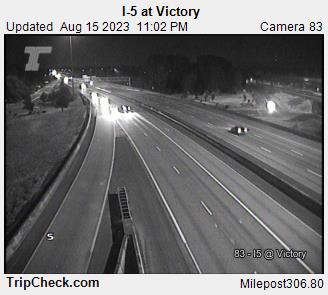 I-5 at Victory
Updated Aug 15 2023 11:02 PM Camera 83
T
S
83 - I5 @ Victory
TripCheck.com Milepost306.80